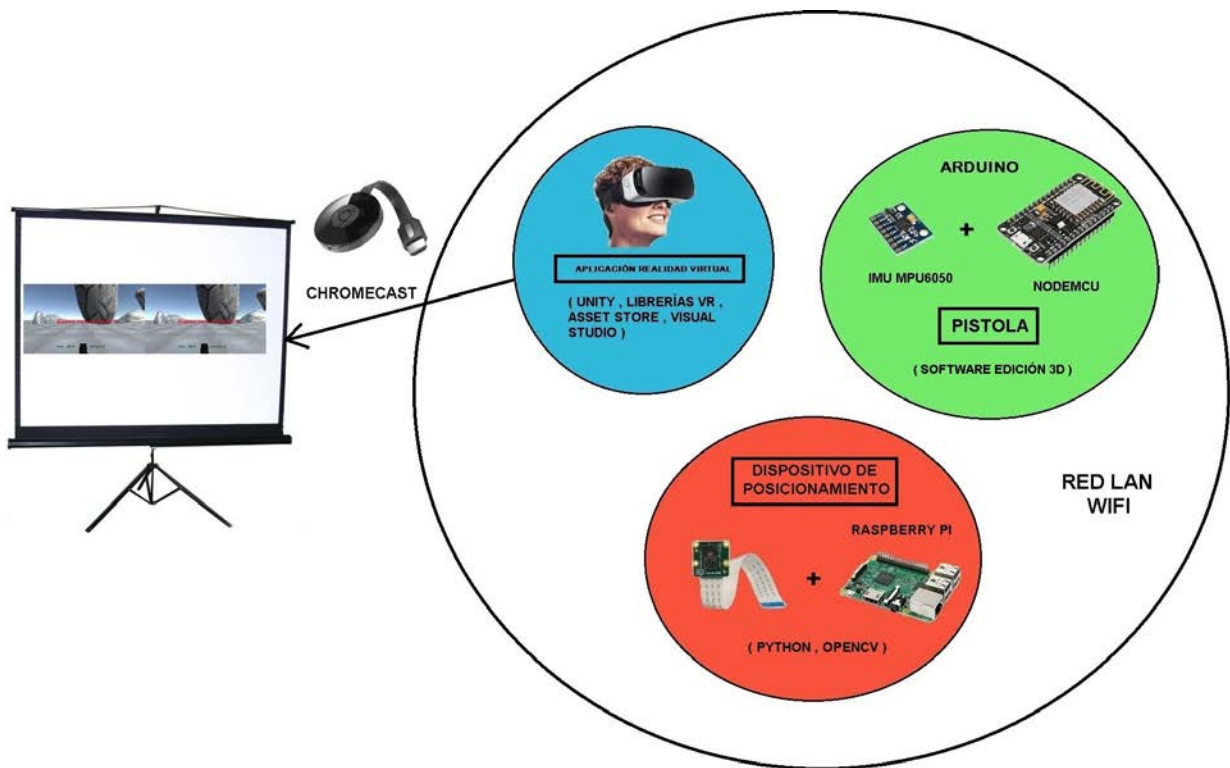 CHROMECAST
APLICACIÓN REALIDAD VIRTUAL
( UNITY , LIBRERÍAS VR ,
ASSET STORE , VISUAL
STUDIO )
ARDUINO
+
IMU MPU6050
NODEMCU
PISTOLA
( SOFTWARE EDICIÓN 3D )
DISPOSITIVO DE
POSICIONAMIENTO
RASPBERRY PI
+
( PYTHON , OPENCV )
RED LAN
WIFI